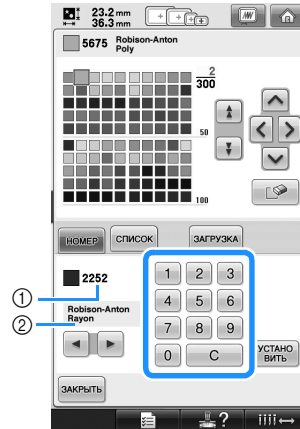 23.2 mm
36.3 mm
5675 Robison-Anton
Poly
2
300
50
100
НОМЕР СПИСОК ЗАГРУЗКА
① 2252
② Robison-Anton
Rayon
1 2 3
4 5 6
7 8 9
0 C
УСТАНО
ВИТЬ
ЗАКРЫТЬ
?